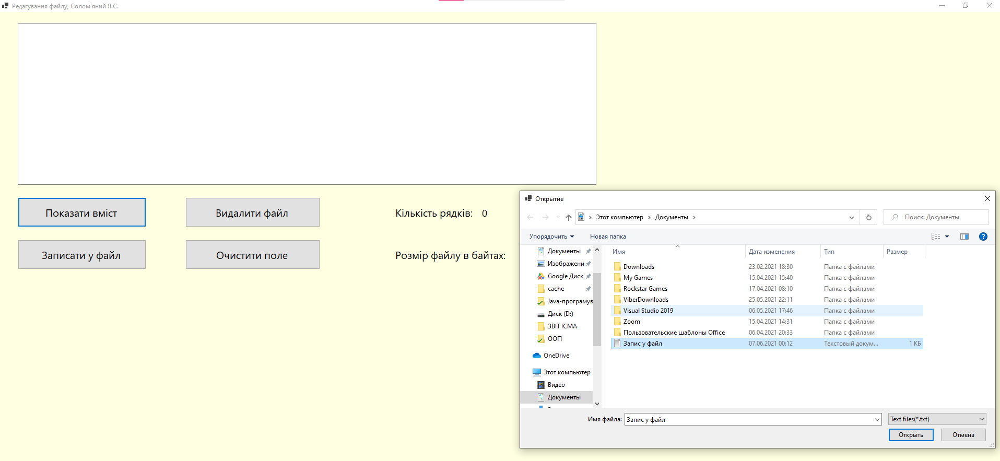 Редагування файлу, Солом'яний Я.С.
Показати вміст
Видалити файл
Кількість рядків: 0
Записати у файл
Очистити поле
Розмір файлу в байтах:
Открытие
Этот компьютер › Документы ›
Поиск: Документы
Упорядочить
Новая папка
Документы
Изображени
Google Диск
cache
Java-програмув
Диск (D:)
ЗВІТ ІСМА
ООП
OneDrive
Этот компьютер
Видео
Документы
Имя Дата изменения Тип Размер
Downloads 23.02.2021 18:30 Папка с файлами
My Games 15.04.2021 15:40 Папка с файлами
Rockstar Games 17.04.2021 08:10 Папка с файлами
ViberDownloads 25.05.2021 22:11 Папка с файлами
Visual Studio 2019 06.05.2021 17:46 Папка с файлами
Zoom 15.04.2021 14:31 Папка с файлами
Пользовательские шаблоны Office 06.04.2021 20:33 Папка с файлами
Запис у файл 07.06.2021 00:12 Текстовый докум... 1 КБ
Имя файла: Запис у файл
Text files(*.txt)
Открыть
Отмена